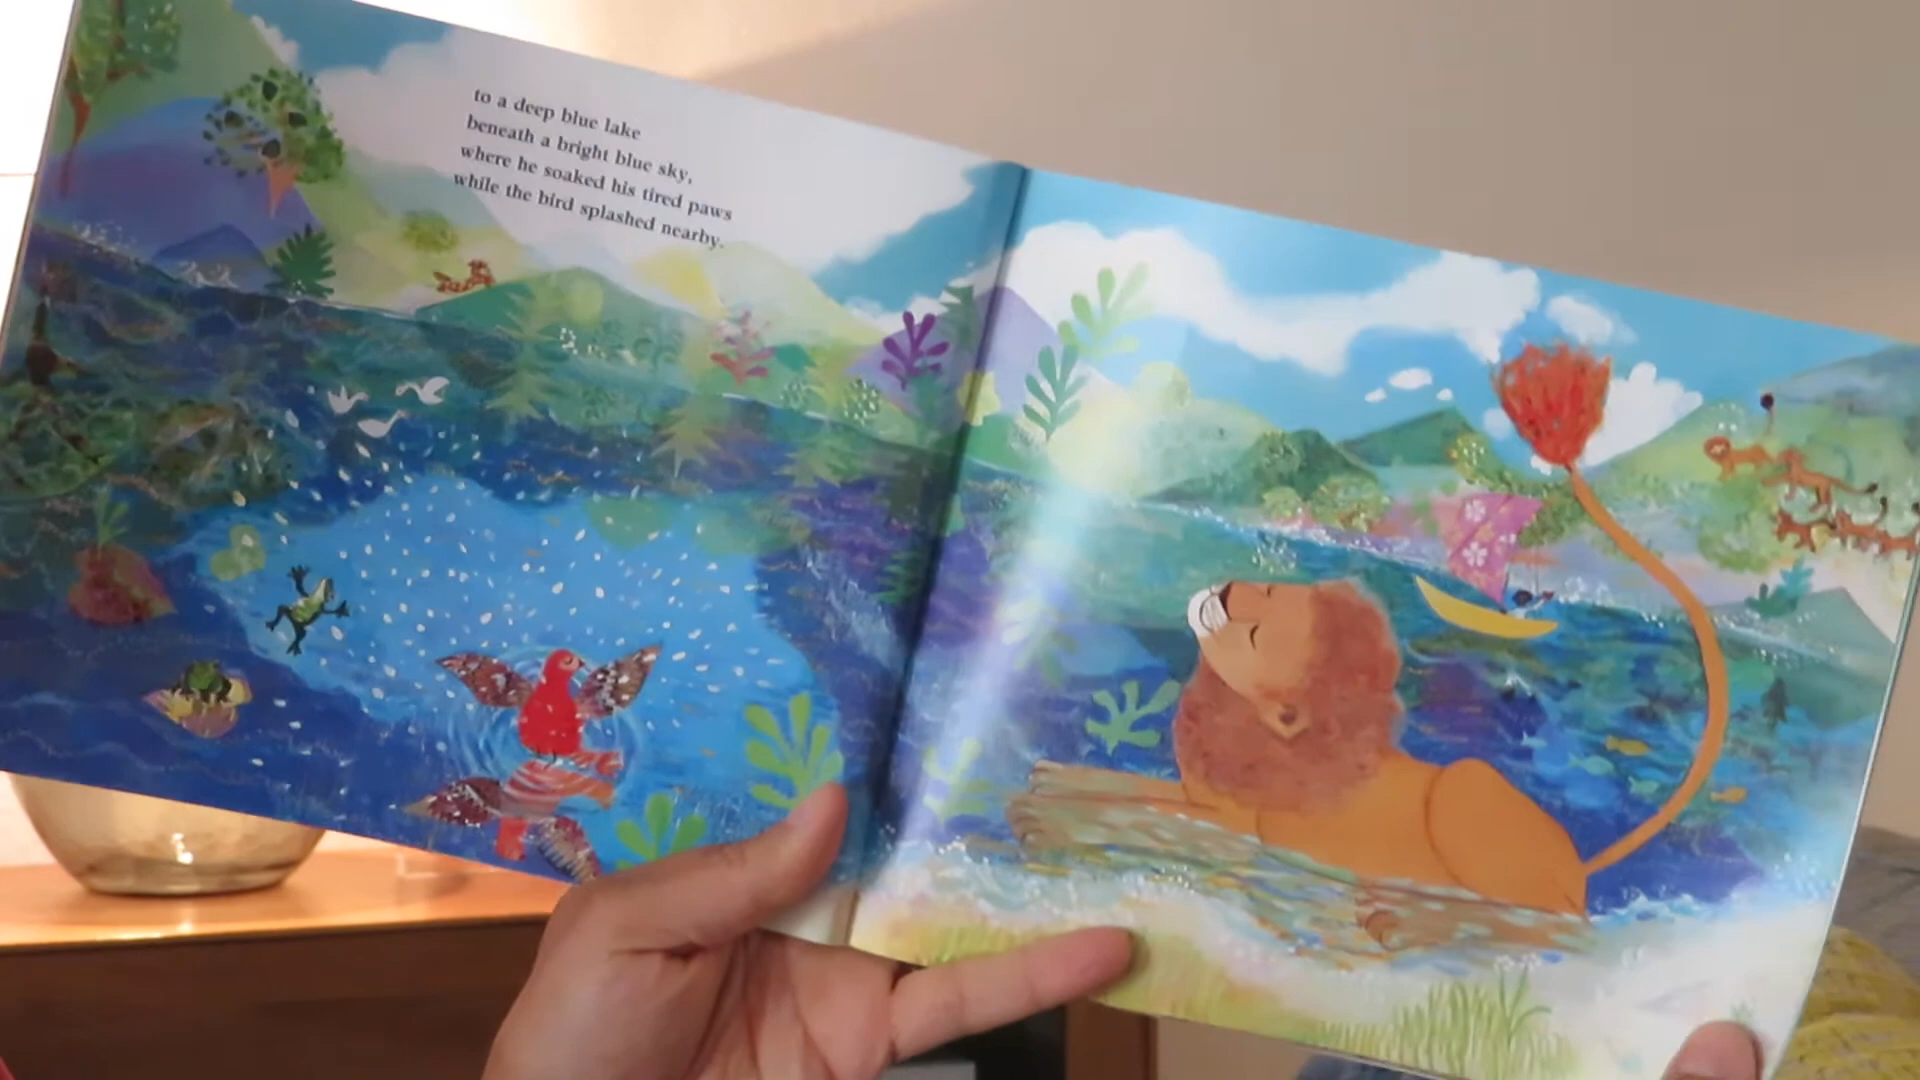 to a deep blue lake
beneath a bright blue sky,
where he soaked his tired paws
while the bird splashed nearby.